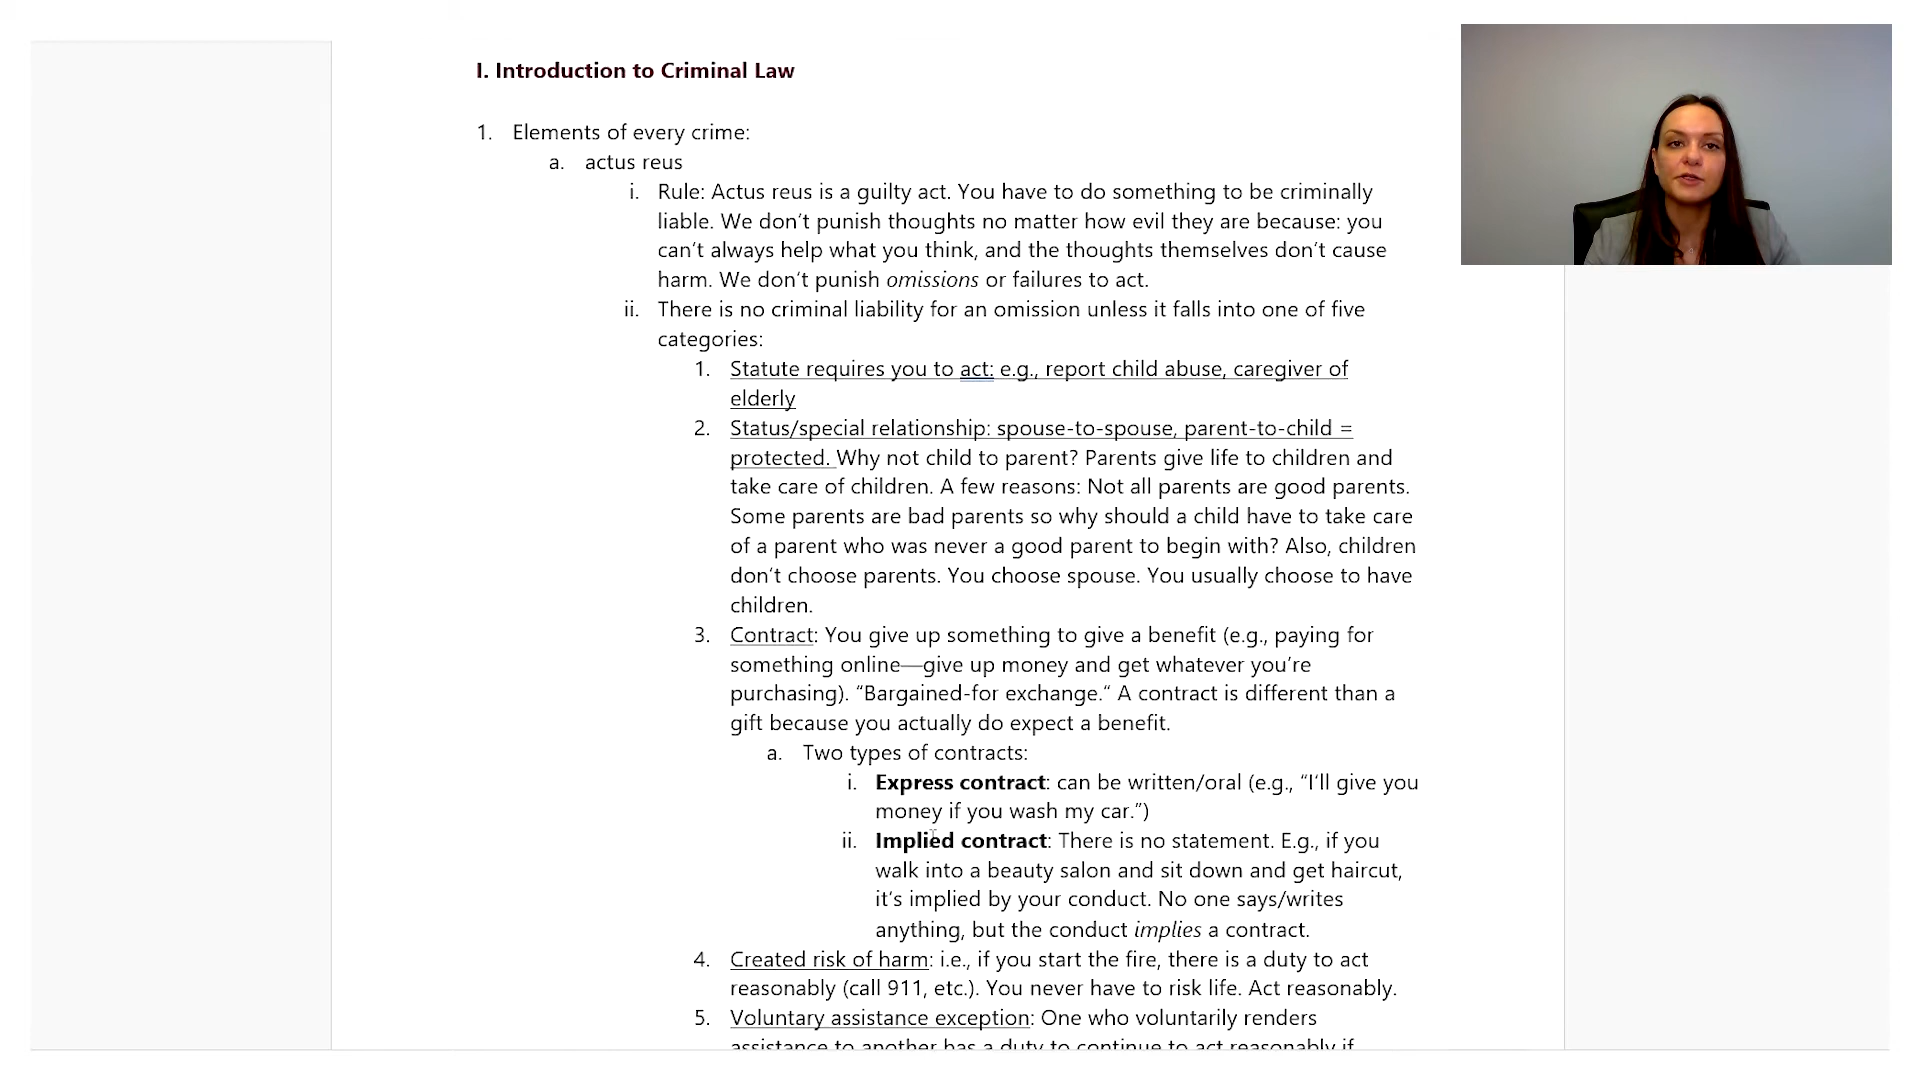 I. Introduction to Criminal Law
1. Elements of every crime:
a. actus reus
i. Rule: Actus reus is a guilty act. You have to do something to be criminally
liable. We don't punish thoughts no matter how evil they are because: you
can't always help what you think, and the thoughts themselves don't cause
harm. We don't punish omissions or failures to act.
ii. There is no criminal liability for an omission unless it falls into one of five
categories:
1. Statute requires you to act: e.g., report child abuse, caregiver of
elderly
2. Status/special relationship: spouse-to-spouse, parent-to-child =
protected. Why not child to parent? Parents give life to children and
take care of children. A few reasons: Not all parents are good parents.
Some parents are bad parents so why should a child have to take care
of a parent who was never a good parent to begin with? Also, children
don't choose parents. You choose spouse. You usually choose to have
children.
3. Contract: You give up something to give a benefit (e.g., paying for
something online—give up money and get whatever you're
purchasing). “Bargained-for exchange.” A contract is different than a
gift because you actually do expect a benefit.
a. Two types of contracts:
i. Express contract: can be written/oral (e.g., “I'll give you
money if you wash my car.”)
ii. Implied contract: There is no statement. E.g., if you
walk into a beauty salon and sit down and get haircut,
it's implied by your conduct. No one says/writes
anything, but the conduct implies a contract.
4. Created risk of harm: i.e., if you start the fire, there is a duty to act
reasonably (call 911, etc.). You never have to risk life. Act reasonably.
5. Voluntary assistance exception: One who voluntarily renders
assistance to another has a duty to continue to act reasonably if